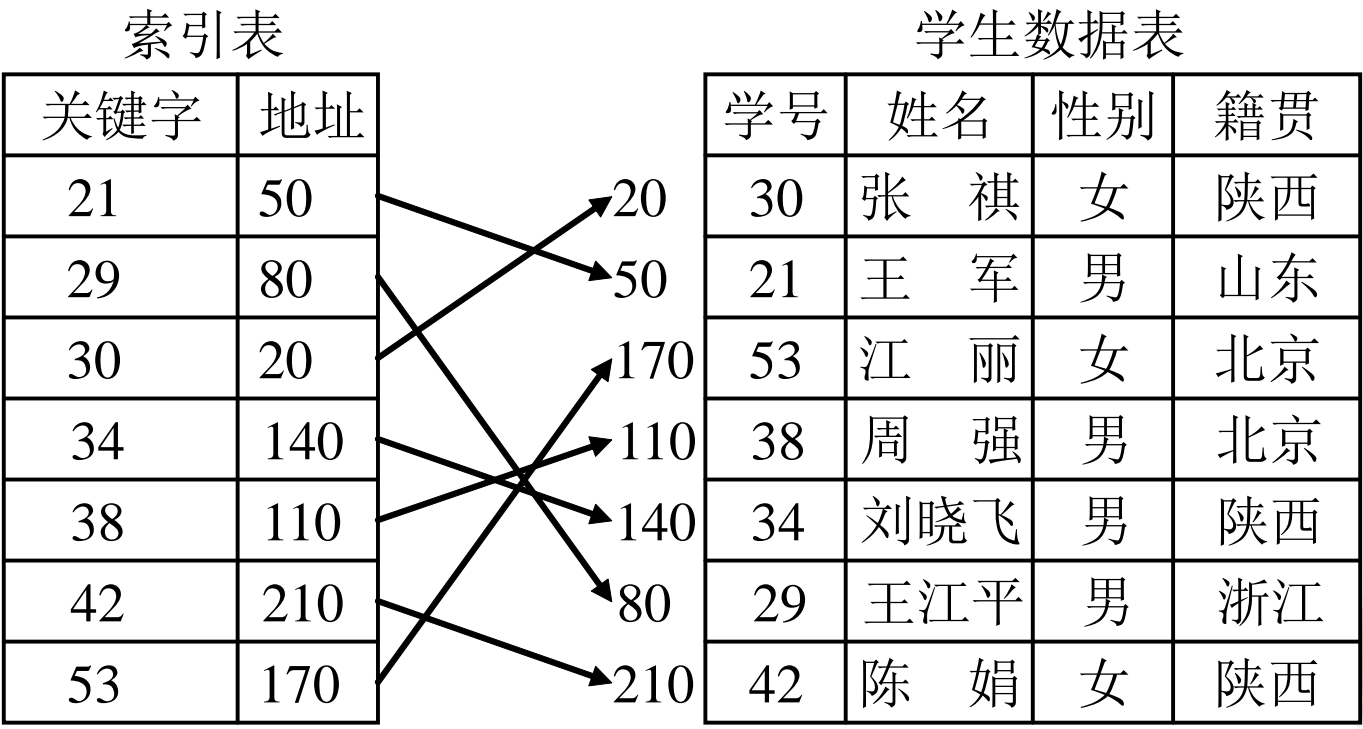 索引表 学生数据表
关键字 地址 学号 姓名 性别 籍贯
21 50 20 30 张祺 女 陕西
29 80 50 21 王军 男 山东
30 20 170 53 江丽 女 北京
34 140 110 38 周强 男 北京
38 110 140 34 刘晓飞 男 陕西
42 210 80 29 王江平 男 浙江
53 170 210 42 陈娟 女 陕西